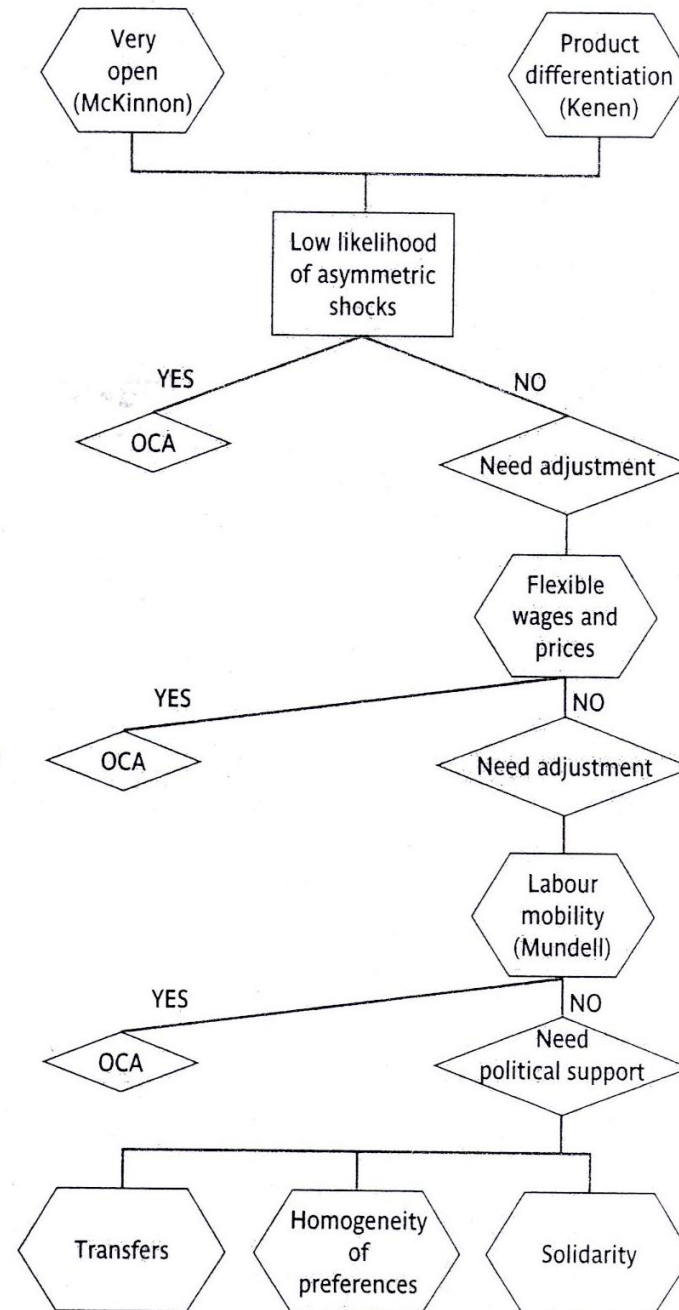 Very
open
(McKinnon)
Product
differentiation
(Kenen)
Low likelihood
of asymmetric
shocks
YES
NO
OCA
Need adjustment
Flexible
wages and
prices
YES
NO
OCA
Need adjustment
Labour
mobility
(Mundell)
YES
NO
OCA
Need
political support
Transfers
Homogeneity
of
preferences
Solidarity